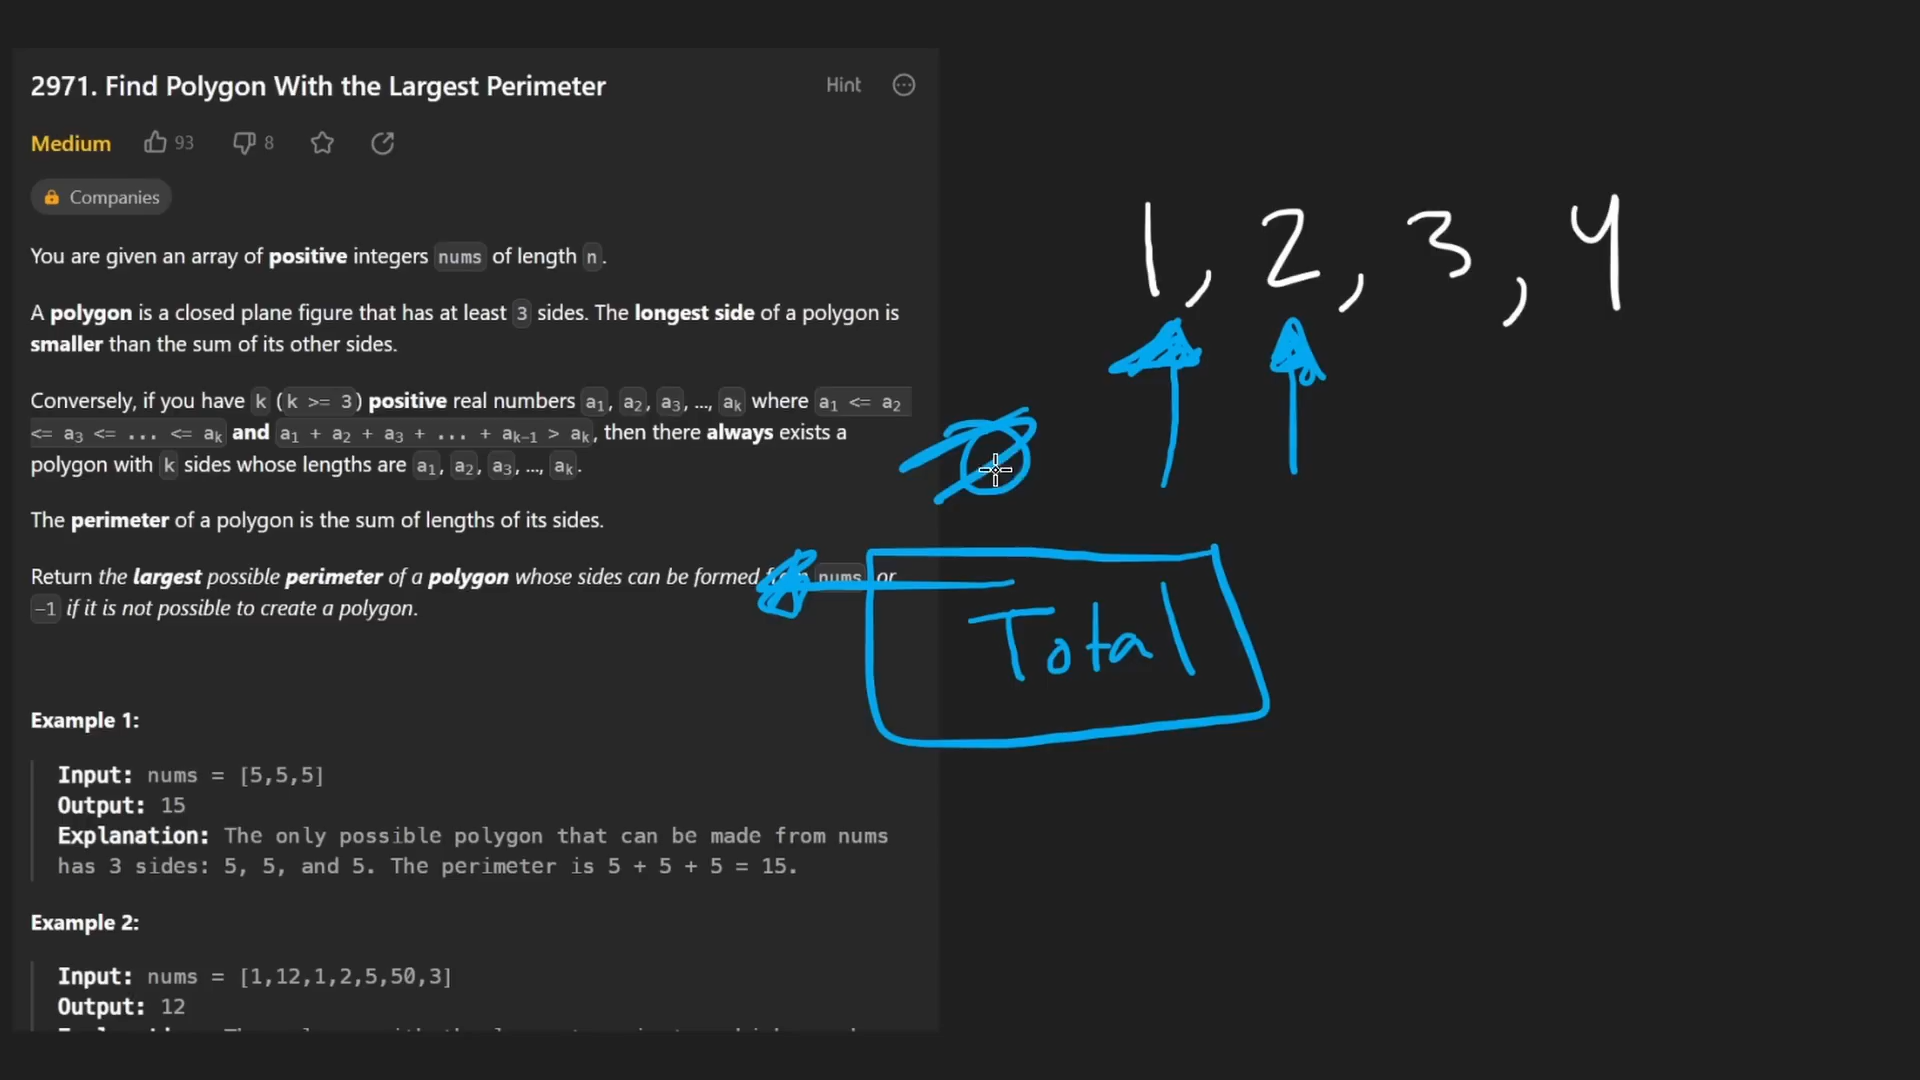 2971. Find Polygon With the Largest Perimeter
Hint
Medium 93 8
Companies
You are given an array of positive integers nums of length n.
A polygon is a closed plane figure that has at least 3 sides. The longest side of a polygon is
smaller than the sum of its other sides.
Conversely, if you have k (k >= 3) positive real numbers a₁, a₂, a₃, ..., aₖ where a₁ <= a₂
<= a₃ <= ... <= aₖ and a₁ + a₂ + a₃ + ... + aₖ₋₁ > aₖ, then there always exists a
polygon with k sides whose lengths are a₁, a₂, a₃, ..., aₖ.
The perimeter of a polygon is the sum of lengths of its sides.
Return the largest possible perimeter of a polygon whose sides can be formed from nums, or
-1 if it is not possible to create a polygon.
Example 1:
Input: nums = [5,5,5]
Output: 15
Explanation: The only possible polygon that can be made from nums
has 3 sides: 5, 5, and 5. The perimeter is 5 + 5 + 5 = 15.
Example 2:
Input: nums = [1,12,1,2,5,50,3]
Output: 12
1, 2, 3, 4
Total